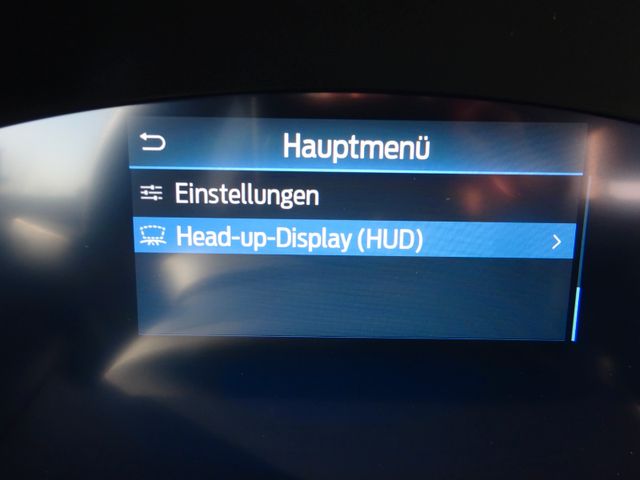 Hauptmenü
Einstellungen
Head-up-Display (HUD)